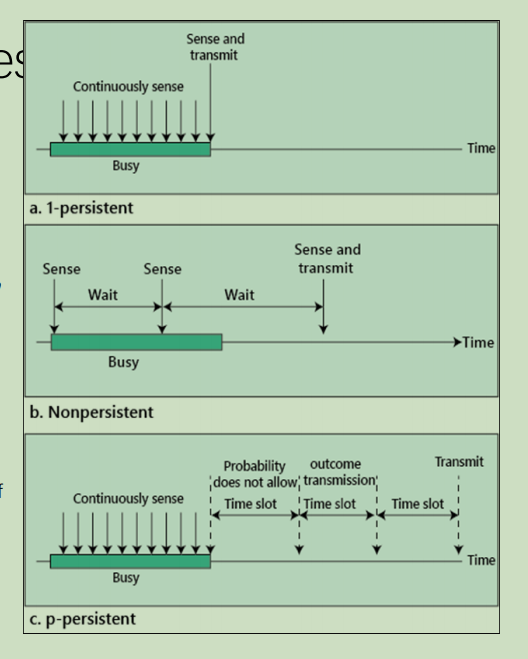 es
Sense and
transmit
Continuously sense
Time
Busy
a. 1-persistent
Sense and
transmit
Sense
Sense
Wait
Wait
Time
Busy
b. Nonpersistent
Probability outcome Transmit
does not allow transmission
Continuously sense
Time slot Time slot Time slot
Time
Busy
c. p-persistent
f